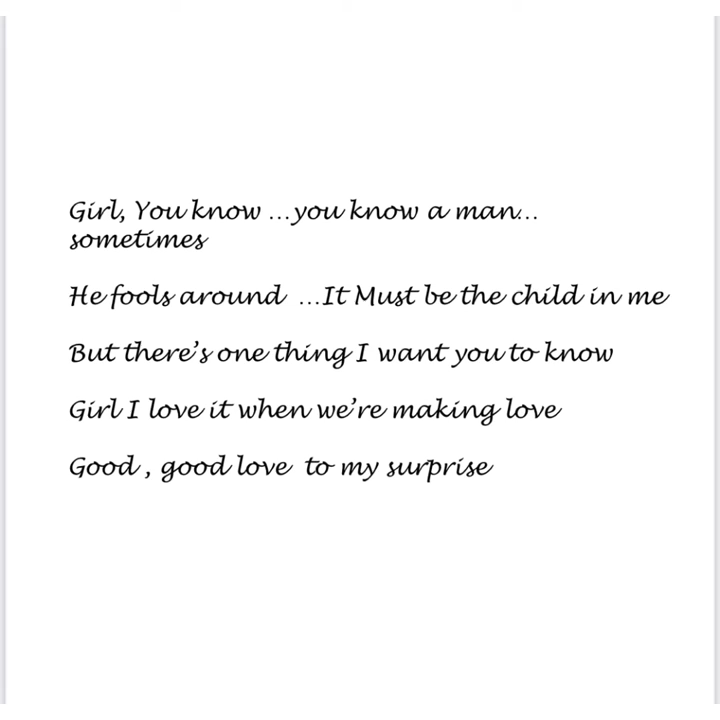 Girl, You know ...you know a man...
sometimes
He fools around ...It Must be the child in me
But there's one thing I want you to know
Girl I love it when we're making love
Good , good love to my surprise